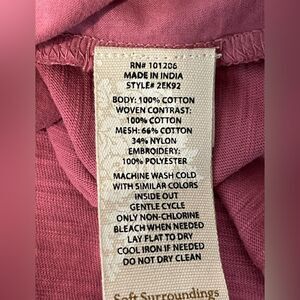 RN# 101206
MADE IN INDIA
STYLE# 2EK92
BODY: 100% COTTON
WOVEN CONTRAST:
100% COTTON
MESH: 66% COTTON
34% NYLON
EMBROIDERY:
100% POLYESTER
MACHINE WASH COLD
WITH SIMILAR COLORS
INSIDE OUT
GENTLE CYCLE
ONLY NON-CHLORINE
BLEACH WHEN NEEDED
LAY FLAT TO DRY
COOL IRON IF NEEDED
DO NOT DRY CLEAN
Soft Surroundings